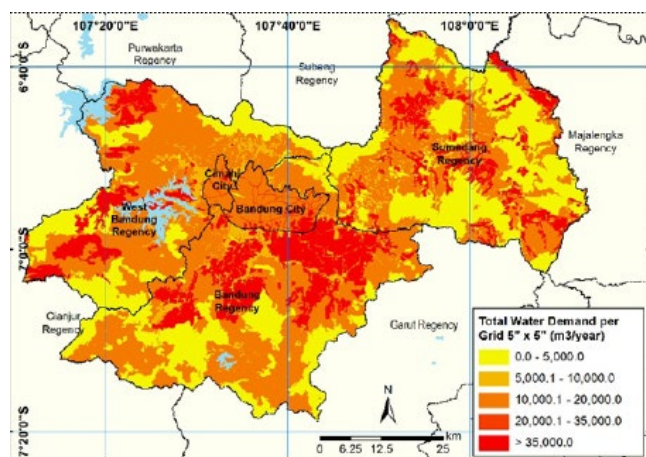 107°20'0"E
107°40'0"E
108°0'0"E
6°40'0"S
7°0'0"S
7°20'0"S
Purwakarta
Regency
Subang
Regency
Majalengka
Regency
Sumedang
Regency
Cimahi
City
Bandung City
West
Bandung
Regency
Bandung
Regency
Cianjur
Regency
Garut Regency
Total Water Demand per
Grid 5" x 5" (m3/year)
0.0 - 5,000.0
5,000.1 - 10,000.0
10,000.1 - 20,000.0
20,000.1 - 35,000.0
> 35,000.0
N
km
0 6.25 12.5 25